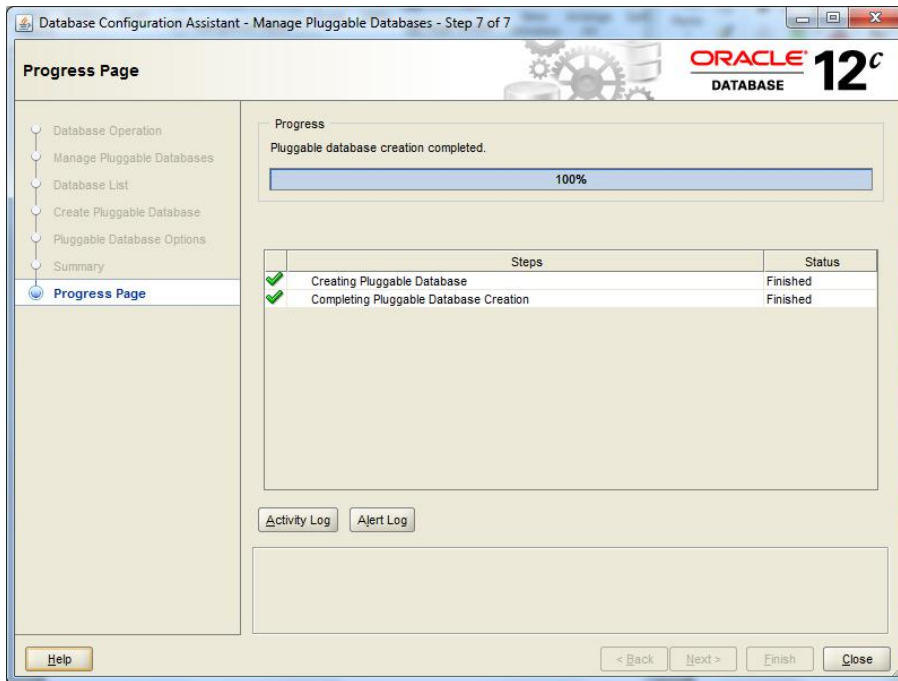 Database Configuration Assistant - Manage Pluggable Databases - Step 7 of 7
Progress Page
ORACLE
DATABASE
12c
Database Operation
Manage Pluggable Databases
Database List
Create Pluggable Database
Pluggable Database Options
Summary
Progress Page
Progress
Pluggable database creation completed.
100%
Steps Status
Creating Pluggable Database Finished
Completing Pluggable Database Creation Finished
Activity Log Alert Log
Help < Back Next > Finish Close